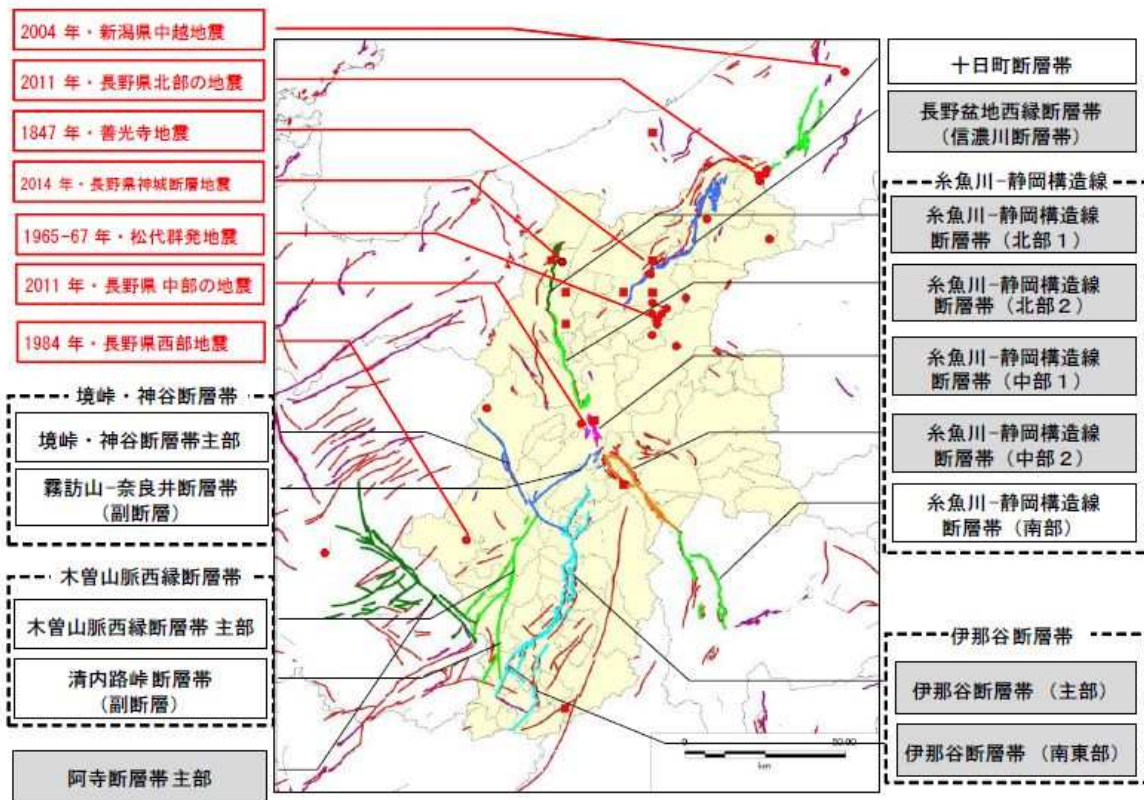 2004 年・新潟県中越地震
2011 年・長野県北部の地震
1847 年・善光寺地震
2014 年・長野県神城断層地震
1965-67 年・松代群発地震
2011 年・長野県 中部の地震
1984 年・長野県西部地震
境峠・神谷断層帯
境峠・神谷断層帯主部
霧訪山-奈良井断層帯
(副断層)
木曽山脈西縁断層帯
木曽山脈西縁断層帯 主部
清内路峠断層帯
(副断層)
阿寺断層帯主部
十日町断層帯
長野盆地西縁断層帯
(信濃川断層帯)
糸魚川-静岡構造線
糸魚川-静岡構造線
断層帯(北部1)
糸魚川-静岡構造線
断層帯(北部2)
糸魚川-静岡構造線
断層帯(中部1)
糸魚川-静岡構造線
断層帯(中部2)
糸魚川-静岡構造線
断層帯(南部)
伊那谷断層帯
伊那谷断層帯 (主部)
伊那谷断層帯 (南東部)
0
km